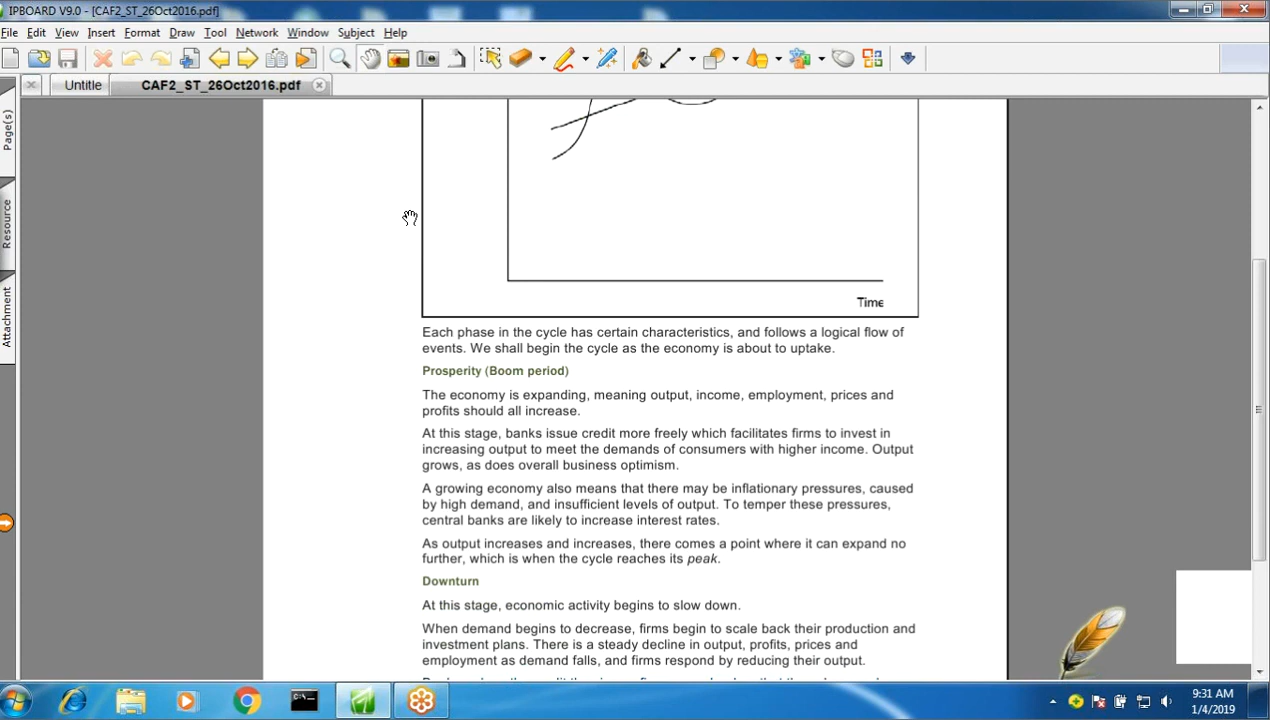 IPBOARD V9.0 - [CAF2_ST_26Oct2016.pdf]
File Edit View Insert Format Draw Tool Network Window Subject Help
Untitle CAF2_ST_26Oct2016.pdf
Page(s)
Resource
Attachment
Time
Each phase in the cycle has certain characteristics, and follows a logical flow of
events. We shall begin the cycle as the economy is about to uptake.
Prosperity (Boom period)
The economy is expanding, meaning output, income, employment, prices and
profits should all increase.
At this stage, banks issue credit more freely which facilitates firms to invest in
increasing output to meet the demands of consumers with higher income. Output
grows, as does overall business optimism.
A growing economy also means that there may be inflationary pressures, caused
by high demand, and insufficient levels of output. To temper these pressures,
central banks are likely to increase interest rates.
As output increases and increases, there comes a point where it can expand no
further, which is when the cycle reaches its peak.
Downturn
At this stage, economic activity begins to slow down.
When demand begins to decrease, firms begin to scale back their production and
investment plans. There is a steady decline in output, profits, prices and
employment as demand falls, and firms respond by reducing their output.
9:31 AM
1/4/2019